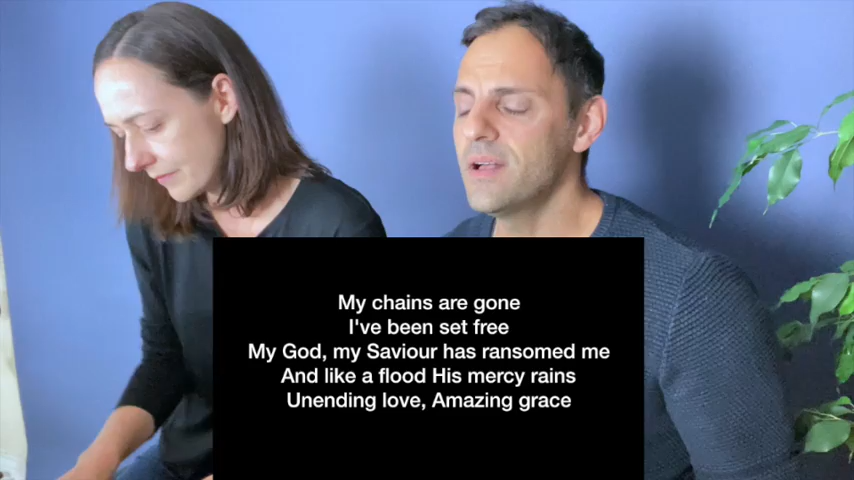 My chains are gone
I've been set free
My God, my Saviour has ransomed me
And like a flood His mercy rains
Unending love, Amazing grace